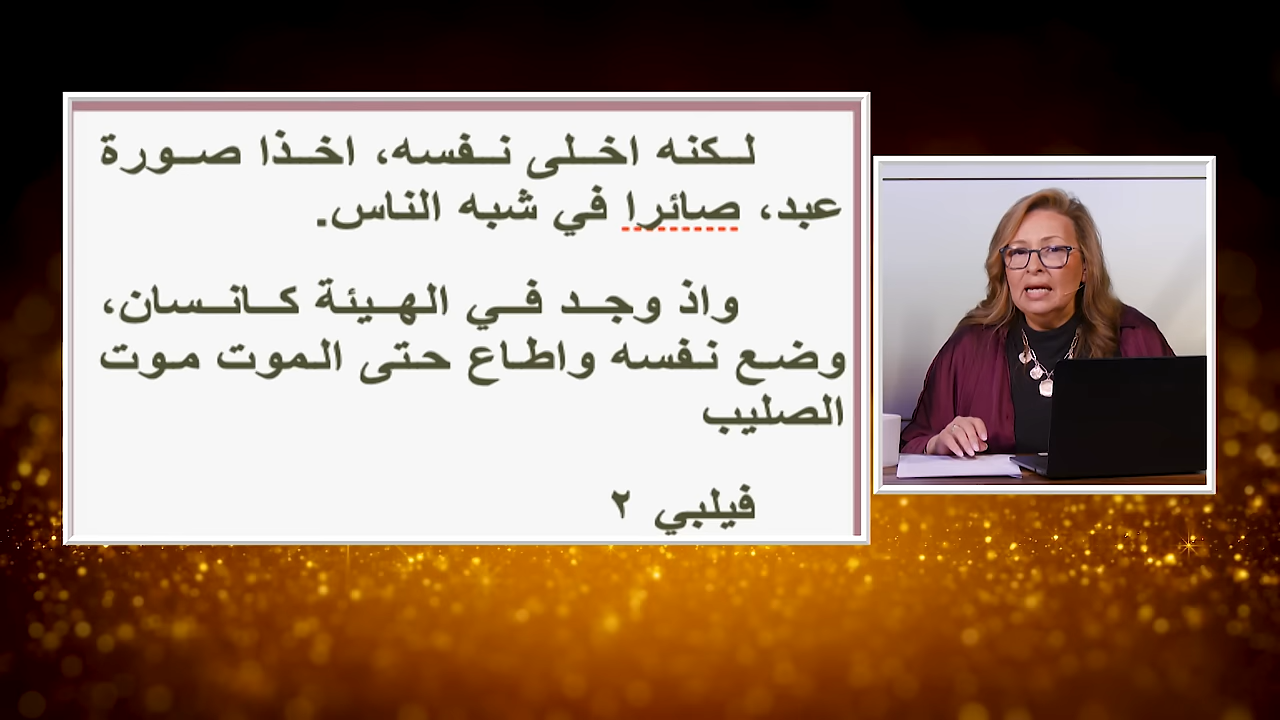 لكنه اخلى نفسه، اخذا صورة
عبد، صائرا في شبه الناس.
واذ وجد في الهيئة كانسان،
وضع نفسه واطاع حتى الموت موت
الصليب
فيلبي ٢